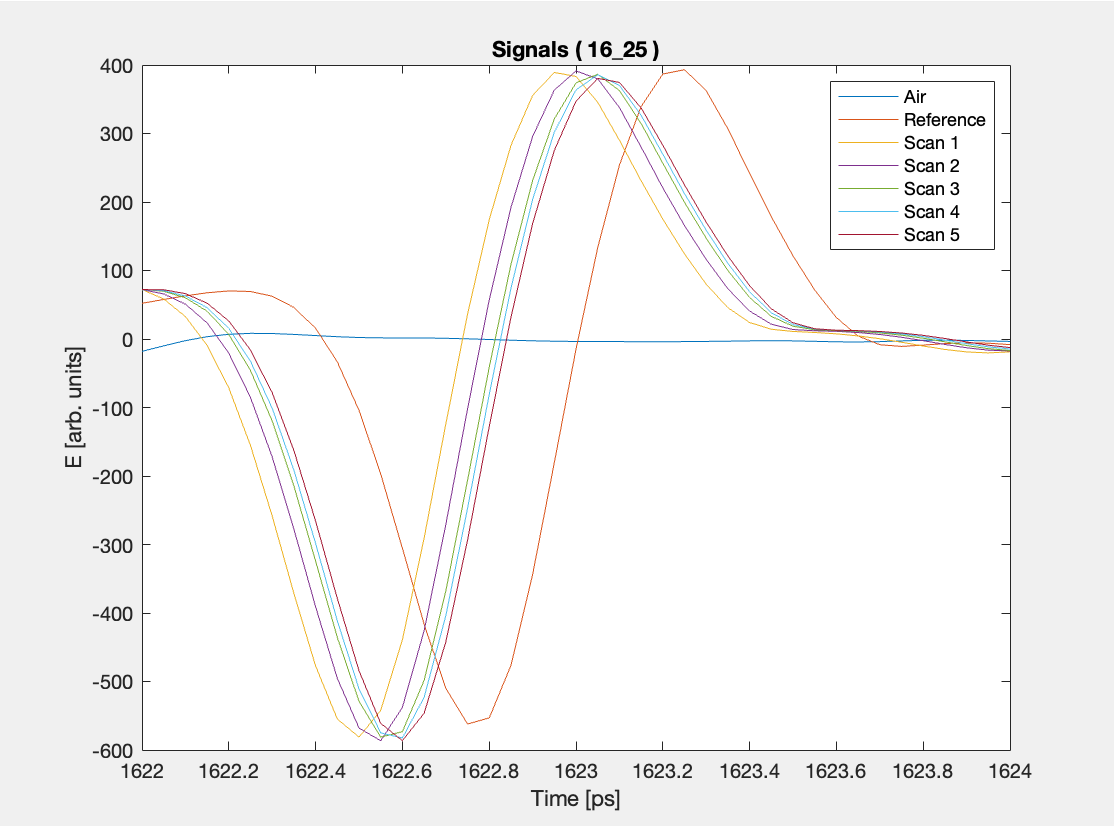 Signals ( 16_25 )
400
300
200
100
0
-100
-200
-300
-400
-500
-600
E [arb. units]
1622 1622.2 1622.4 1622.6 1622.8 1623 1623.2 1623.4 1623.6 1623.8 1624
Time [ps]
Air
Reference
Scan 1
Scan 2
Scan 3
Scan 4
Scan 5